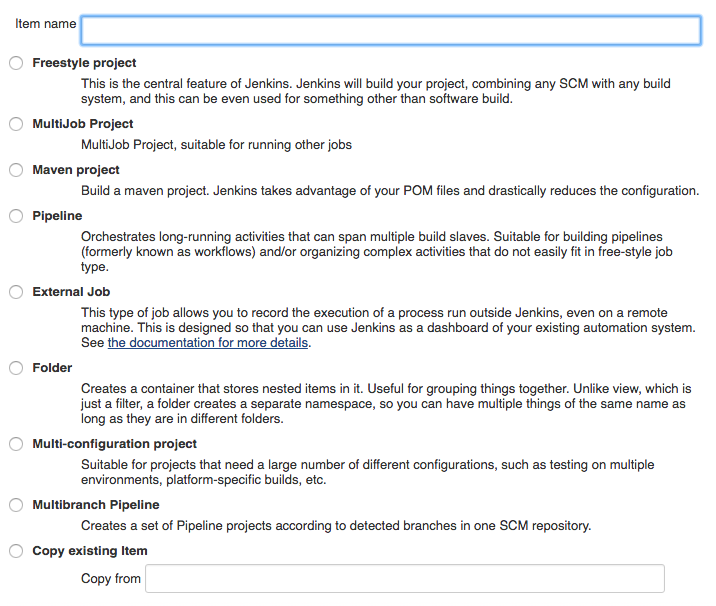 Item name
Freestyle project
This is the central feature of Jenkins. Jenkins will build your project, combining any SCM with any build
system, and this can be even used for something other than software build.
MultiJob Project
MultiJob Project, suitable for running other jobs
Maven project
Build a maven project. Jenkins takes advantage of your POM files and drastically reduces the configuration.
Pipeline
Orchestrates long-running activities that can span multiple build slaves. Suitable for building pipelines
(formerly known as workflows) and/or organizing complex activities that do not easily fit in free-style job
type.
External Job
This type of job allows you to record the execution of a process run outside Jenkins, even on a remote
machine. This is designed so that you can use Jenkins as a dashboard of your existing automation system.
See the documentation for more details.
Folder
Creates a container that stores nested items in it. Useful for grouping things together. Unlike view, which is
just a filter, a folder creates a separate namespace, so you can have multiple things of the same name as
long as they are in different folders.
Multi-configuration project
Suitable for projects that need a large number of different configurations, such as testing on multiple
environments, platform-specific builds, etc.
Multibranch Pipeline
Creates a set of Pipeline projects according to detected branches in one SCM repository.
Copy existing Item
Copy from